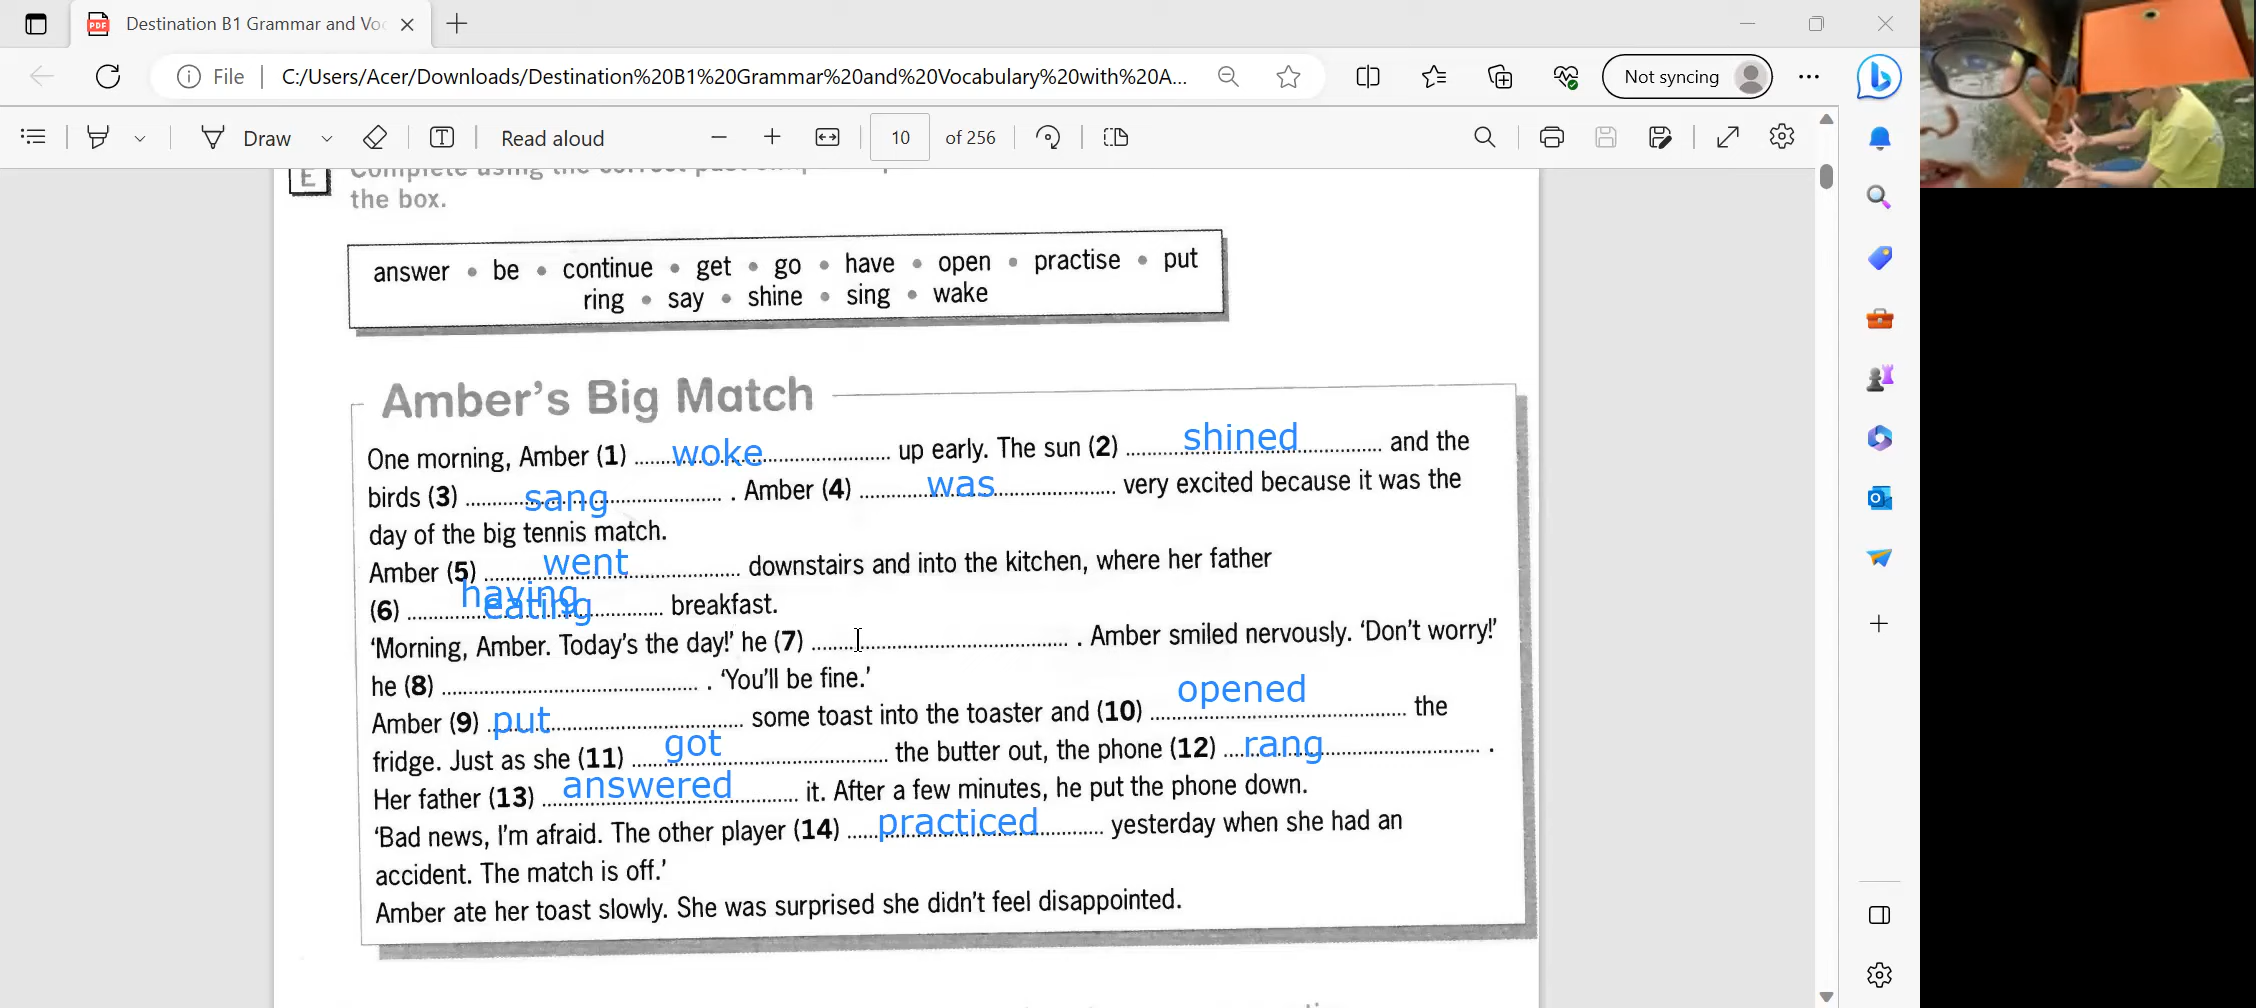 Destination B1 Grammar and Voc
File
C:/Users/Acer/Downloads/Destination%20B1%20Grammar%20and%20Vocabulary%20with%20A...
Not syncing
Draw
Read aloud
10 of 256
E
the box.
answer • be • continue • get • go • have • open • practise • put
ring • say • shine • sing • wake
Amber's Big Match
One morning, Amber (1) woke up early. The sun (2) shined and the
birds (3) sang . Amber (4) was very excited because it was the
day of the big tennis match.
Amber (5) went downstairs and into the kitchen, where her father
having
(6) eating breakfast.
'Morning, Amber. Today's the day!' he (7) . Amber smiled nervously. 'Don't worry!'
he (8) . 'You'll be fine.'
Amber (9) put some toast into the toaster and (10) opened the
fridge. Just as she (11) got the butter out, the phone (12) rang .
Her father (13) answered it. After a few minutes, he put the phone down.
'Bad news, I'm afraid. The other player (14) practiced yesterday when she had an
accident. The match is off.'
Amber ate her toast slowly. She was surprised she didn't feel disappointed.